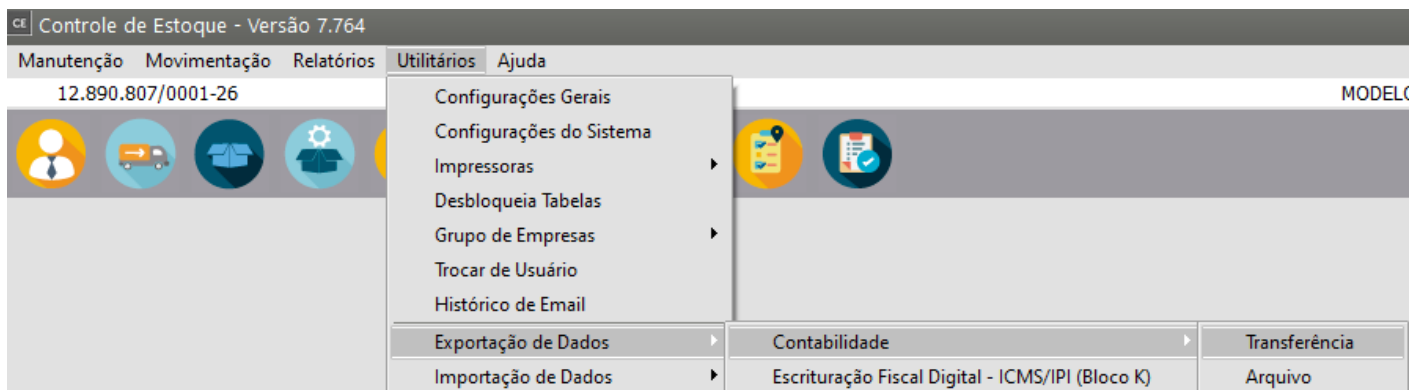 CE Controle de Estoque - Versão 7.764
Manutenção Movimentação Relatórios Utilitários Ajuda
12.890.807/0001-26
Configurações Gerais
Configurações do Sistema
Impressoras
Desbloqueia Tabelas
Grupo de Empresas
Trocar de Usuário
Histórico de Email
Exportação de Dados Contabilidade Transferência
Importação de Dados Escrituração Fiscal Digital - ICMS/IPI (Bloco K) Arquivo